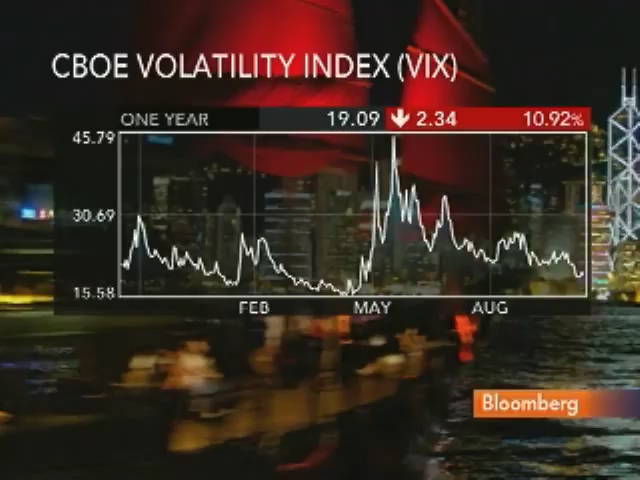 CBOE VOLATILITY INDEX (VIX)
ONE YEAR 19.09 2.34 10.92%
45.79
30.69
15.58
FEB MAY AUG
Bloomberg